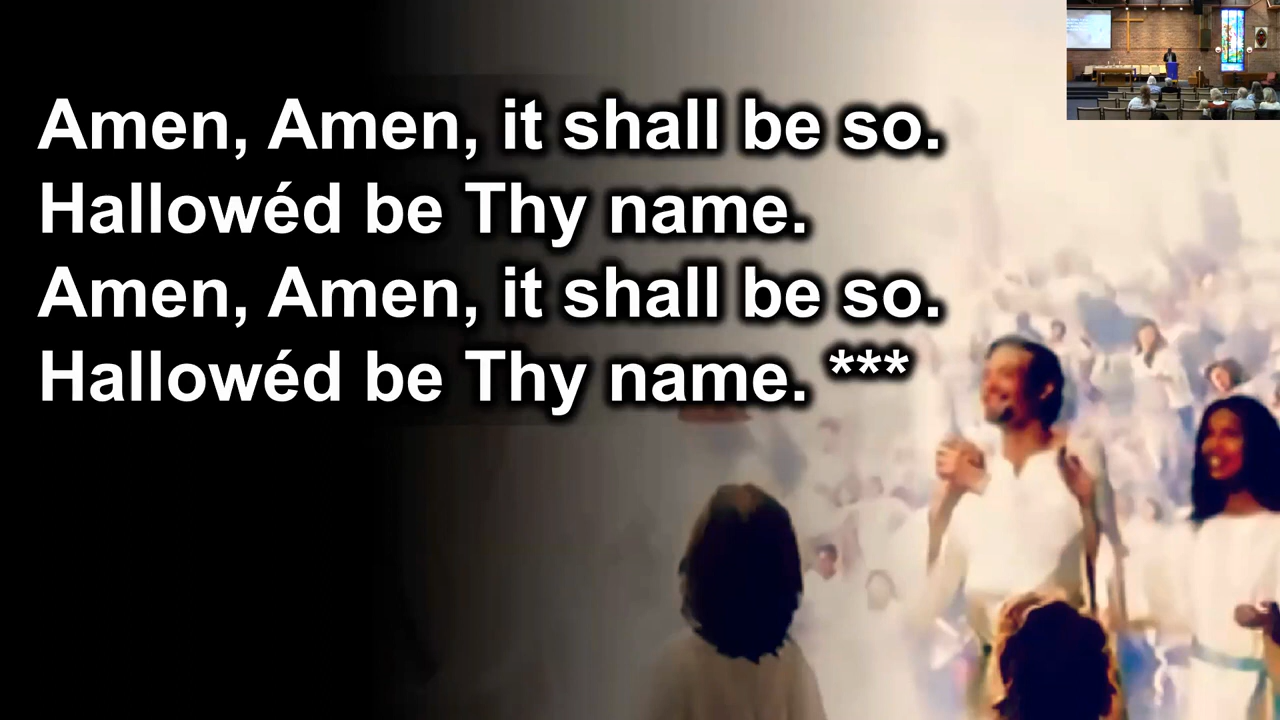 Amen, Amen, it shall be so.
Hallowéd be Thy name.
Amen, Amen, it shall be so.
Hallowéd be Thy name. ***